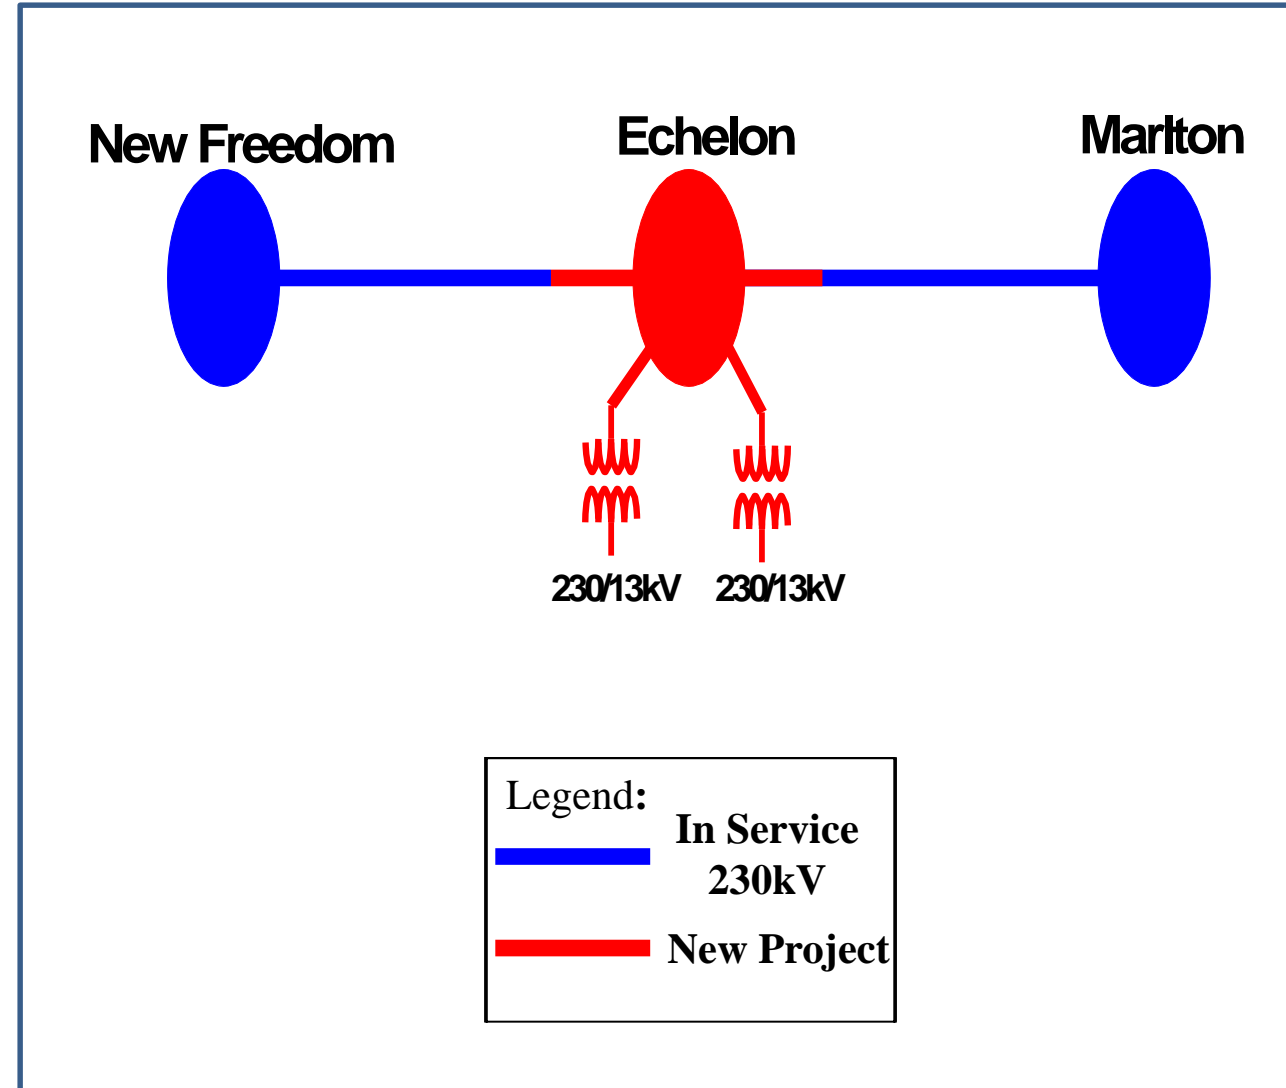 New Freedom
Echelon
Marlton
230/13kV
230/13kV
Legend:
In Service
230kV
New Project